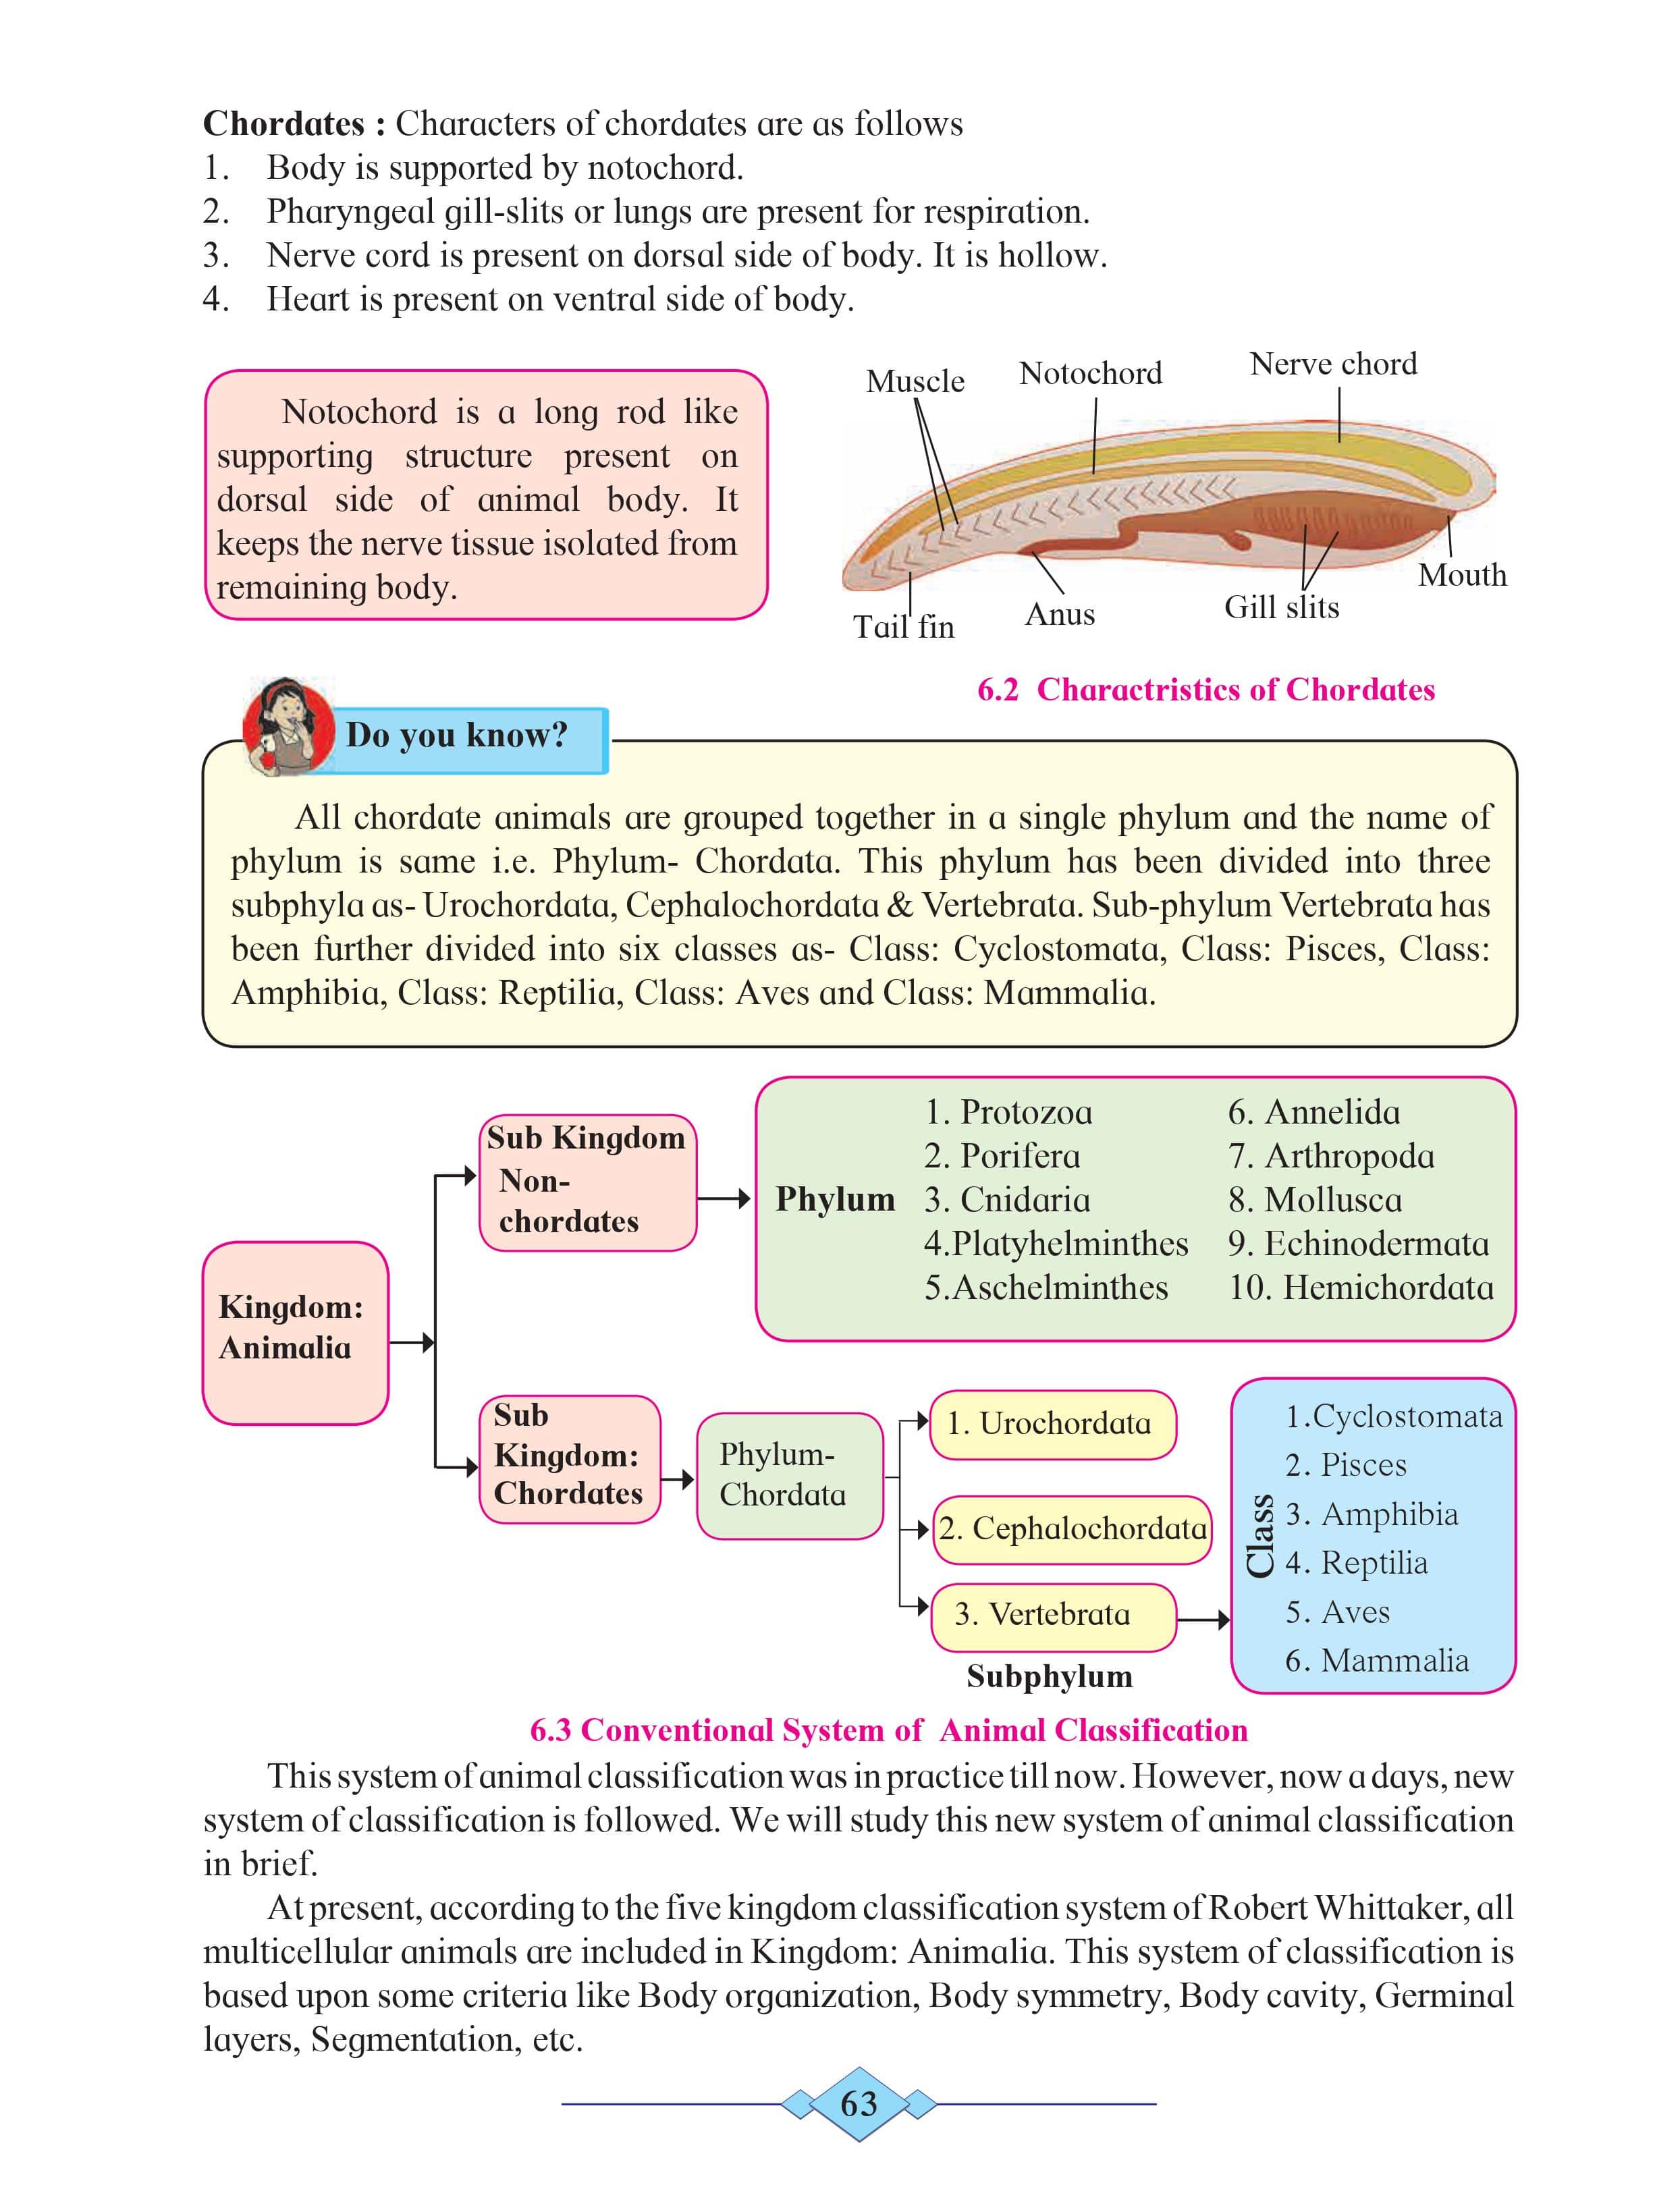 Chordates : Characters of chordates are as follows
1. Body is supported by notochord.
2. Pharyngeal gill-slits or lungs are present for respiration.
3. Nerve cord is present on dorsal side of body. It is hollow.
4. Heart is present on ventral side of body.
Notochord is a long rod like
supporting structure present on
dorsal side of animal body. It
keeps the nerve tissue isolated from
remaining body.
Muscle
Notochord
Nerve chord
Mouth
Gill slits
Anus
Tail fin
6.2 Charactristics of Chordates
Do you know?
All chordate animals are grouped together in a single phylum and the name of
phylum is same i.e. Phylum- Chordata. This phylum has been divided into three
subphyla as- Urochordata, Cephalochordata & Vertebrata. Sub-phylum Vertebrata has
been further divided into six classes as- Class: Cyclostomata, Class: Pisces, Class:
Amphibia, Class: Reptilia, Class: Aves and Class: Mammalia.
Kingdom:
Animalia
Sub Kingdom
Non-
chordates
Phylum
1. Protozoa
2. Porifera
3. Cnidaria
4.Platyhelminthes
5.Aschelminthes
6. Annelida
7. Arthropoda
8. Mollusca
9. Echinodermata
10. Hemichordata
Sub
Kingdom:
Chordates
Phylum-
Chordata
1. Urochordata
2. Cephalochordata
3. Vertebrata
Subphylum
Class
1.Cyclostomata
2. Pisces
3. Amphibia
4. Reptilia
5. Aves
6. Mammalia
6.3 Conventional System of Animal Classification
This system of animal classification was in practice till now. However, now a days, new
system of classification is followed. We will study this new system of animal classification
in brief.
At present, according to the five kingdom classification system of Robert Whittaker, all
multicellular animals are included in Kingdom: Animalia. This system of classification is
based upon some criteria like Body organization, Body symmetry, Body cavity, Germinal
layers, Segmentation, etc.
63